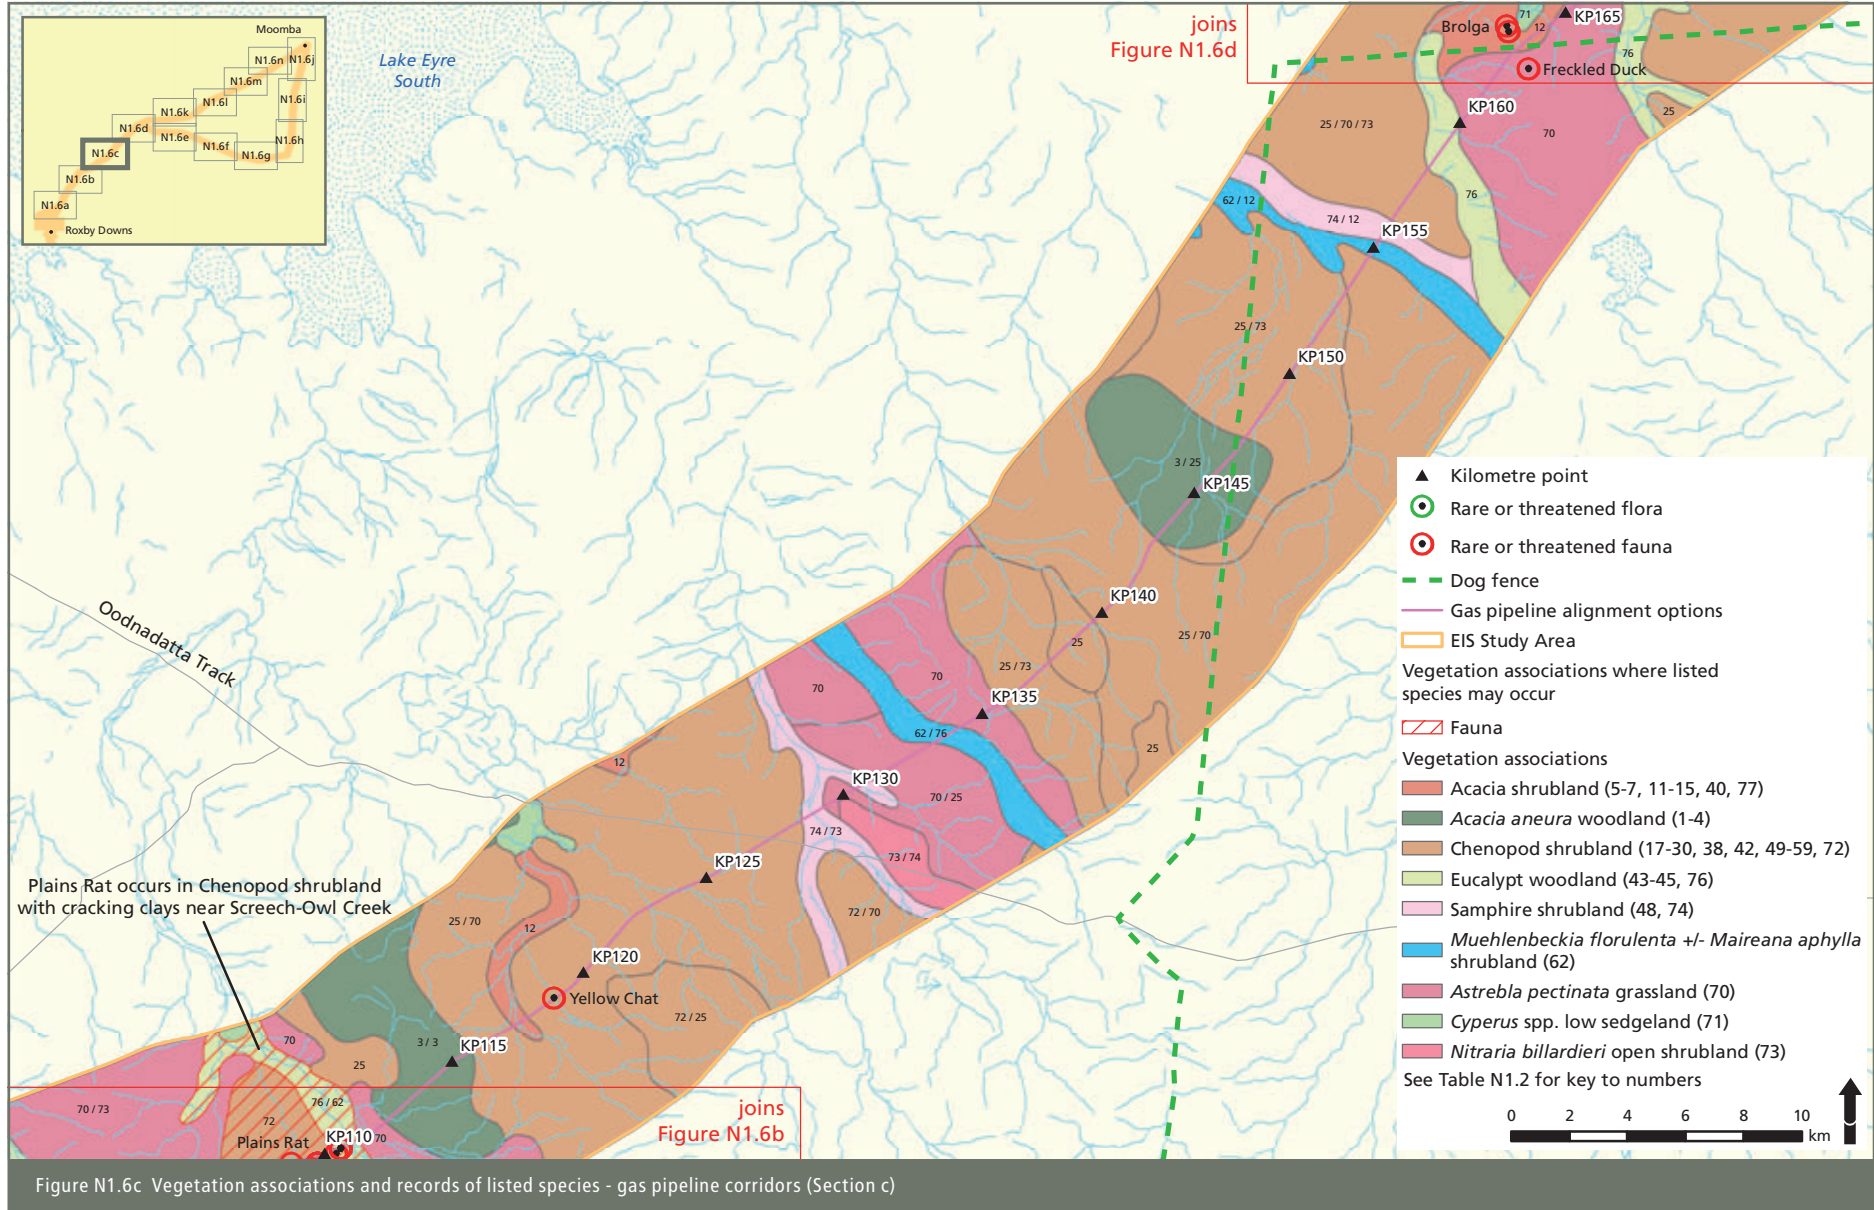 Moomba
N1.6n
N1.6j
N1.6m
N1.6l
N1.6i
N1.6k
N1.6d
N1.6e
N1.6f
N1.6h
N1.6g
N1.6c
N1.6b
N1.6a
Roxby Downs
Lake Eyre
South
joins
Figure N1.6d
Brolga
71
12
KP165
76
Freckled Duck
25
KP160
25 / 70 / 73
70
76
62 / 12
74 / 12
KP155
25 / 73
KP150
3 / 25
KP145
KP140
25 / 70
25
25 / 73
70
70
KP135
62 / 76
25
12
KP130
70 / 25
74 / 73
73 / 74
KP125
72 / 70
Oodnadatta Track
Plains Rat occurs in Chenopod shrubland
with cracking clays near Screech-Owl Creek
25 / 70
12
KP120
Yellow Chat
72 / 25
70
3 / 3
KP115
25
70 / 73
76 / 62
72
Plains Rat
KP110
70
joins
Figure N1.6b
Kilometre point
Rare or threatened flora
Rare or threatened fauna
Dog fence
Gas pipeline alignment options
EIS Study Area
Vegetation associations where listed
species may occur
Fauna
Vegetation associations
Acacia shrubland (5-7, 11-15, 40, 77)
Acacia aneura woodland (1-4)
Chenopod shrubland (17-30, 38, 42, 49-59, 72)
Eucalypt woodland (43-45, 76)
Samphire shrubland (48, 74)
Muehlenbeckia florulenta +/- Maireana aphylla
shrubland (62)
Astrebla pectinata grassland (70)
Cyperus spp. low sedgeland (71)
Nitraria billardieri open shrubland (73)
See Table N1.2 for key to numbers
0 2 4 6 8 10
km
Figure N1.6c Vegetation associations and records of listed species - gas pipeline corridors (Section c)